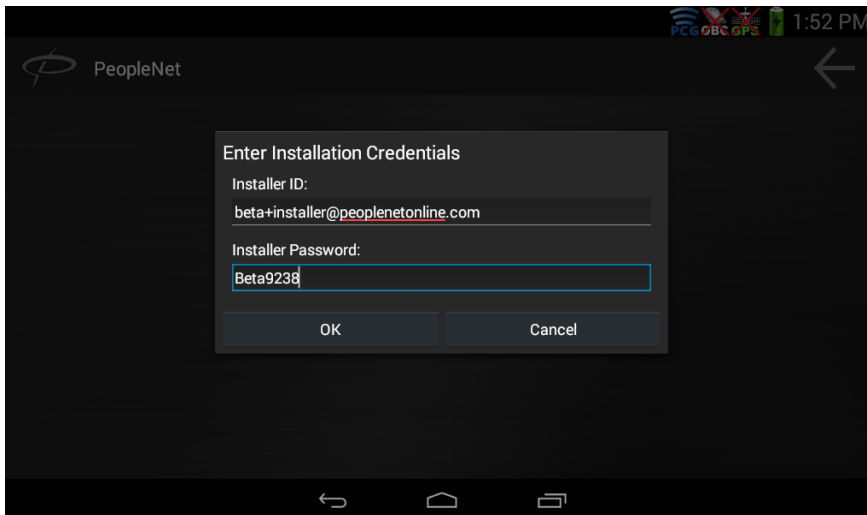 PCG OBC GPS 1:52 PM
PeopleNet
Enter Installation Credentials
Installer ID:
beta+installer@peoplenetonline.com
Installer Password:
Beta9238
OK Cancel